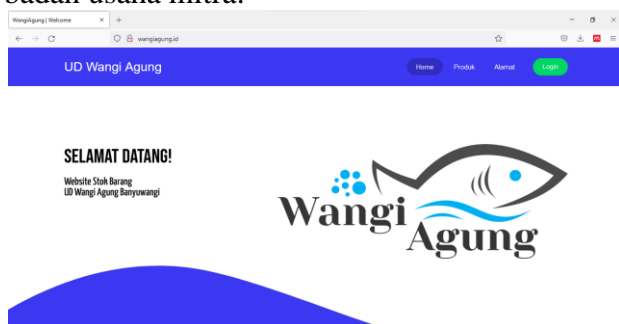 badan usaha mitra.
WangiAgung | Welcome
wangiagung.id
UD Wangi Agung
Home Produk Alamat Login
SELAMAT DATANG!
Website Stok Barang
UD Wangi Agung Banyuwangi
Wangi
Agung